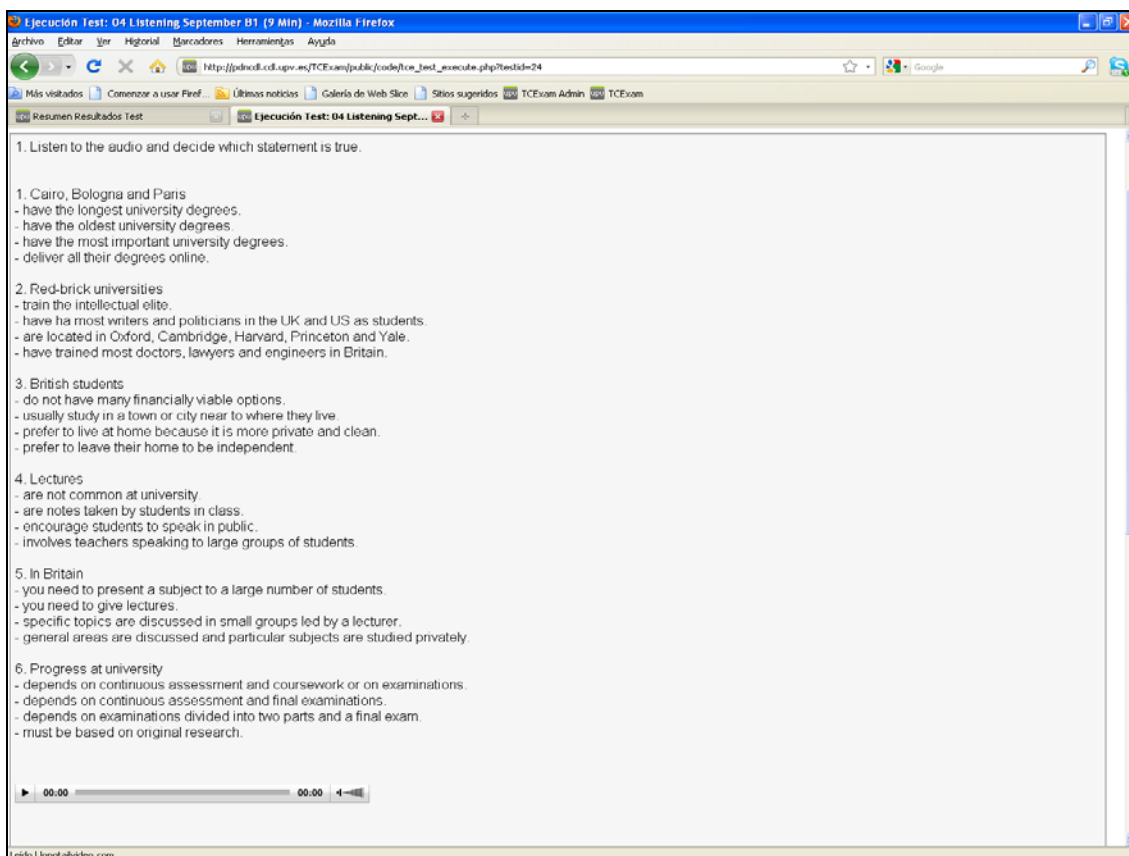 Ejecución Test: 04 Listening September B1 (9 Min) - Mozilla Firefox
Archivo Editar Ver Historial Marcadores Herramientas Ayuda
http://pdncdl.cdl.upv.es/TCExam/public/code/tce_test_execute.php?testid=24 Google
Más visitados Comenzar a usar Firef... Últimas noticias Galería de Web Slice Sitios sugeridos TCExam Admin TCExam
Resumen Resultados Test Ejecución Test: 04 Listening Sept...
1. Listen to the audio and decide which statement is true.
1. Cairo, Bologna and Paris
- have the longest university degrees.
- have the oldest university degrees.
- have the most important university degrees.
- deliver all their degrees online.
2. Red-brick universities
- train the intellectual elite.
- have ha most writers and politicians in the UK and US as students.
- are located in Oxford, Cambridge, Harvard, Princeton and Yale.
- have trained most doctors, lawyers and engineers in Britain.
3. British students
- do not have many financially viable options.
- usually study in a town or city near to where they live.
- prefer to live at home because it is more private and clean.
- prefer to leave their home to be independent.
4. Lectures
- are not common at university.
- are notes taken by students in class.
- encourage students to speak in public.
- involves teachers speaking to large groups of students.
5. In Britain
- you need to present a subject to a large number of students.
- you need to give lectures.
- specific topics are discussed in small groups led by a lecturer.
- general areas are discussed and particular subjects are studied privately.
6. Progress at university
- depends on continuous assessment and coursework or on examinations.
- depends on continuous assessment and final examinations.
- depends on examinations divided into two parts and a final exam.
- must be based on original research.
00:00 00:00